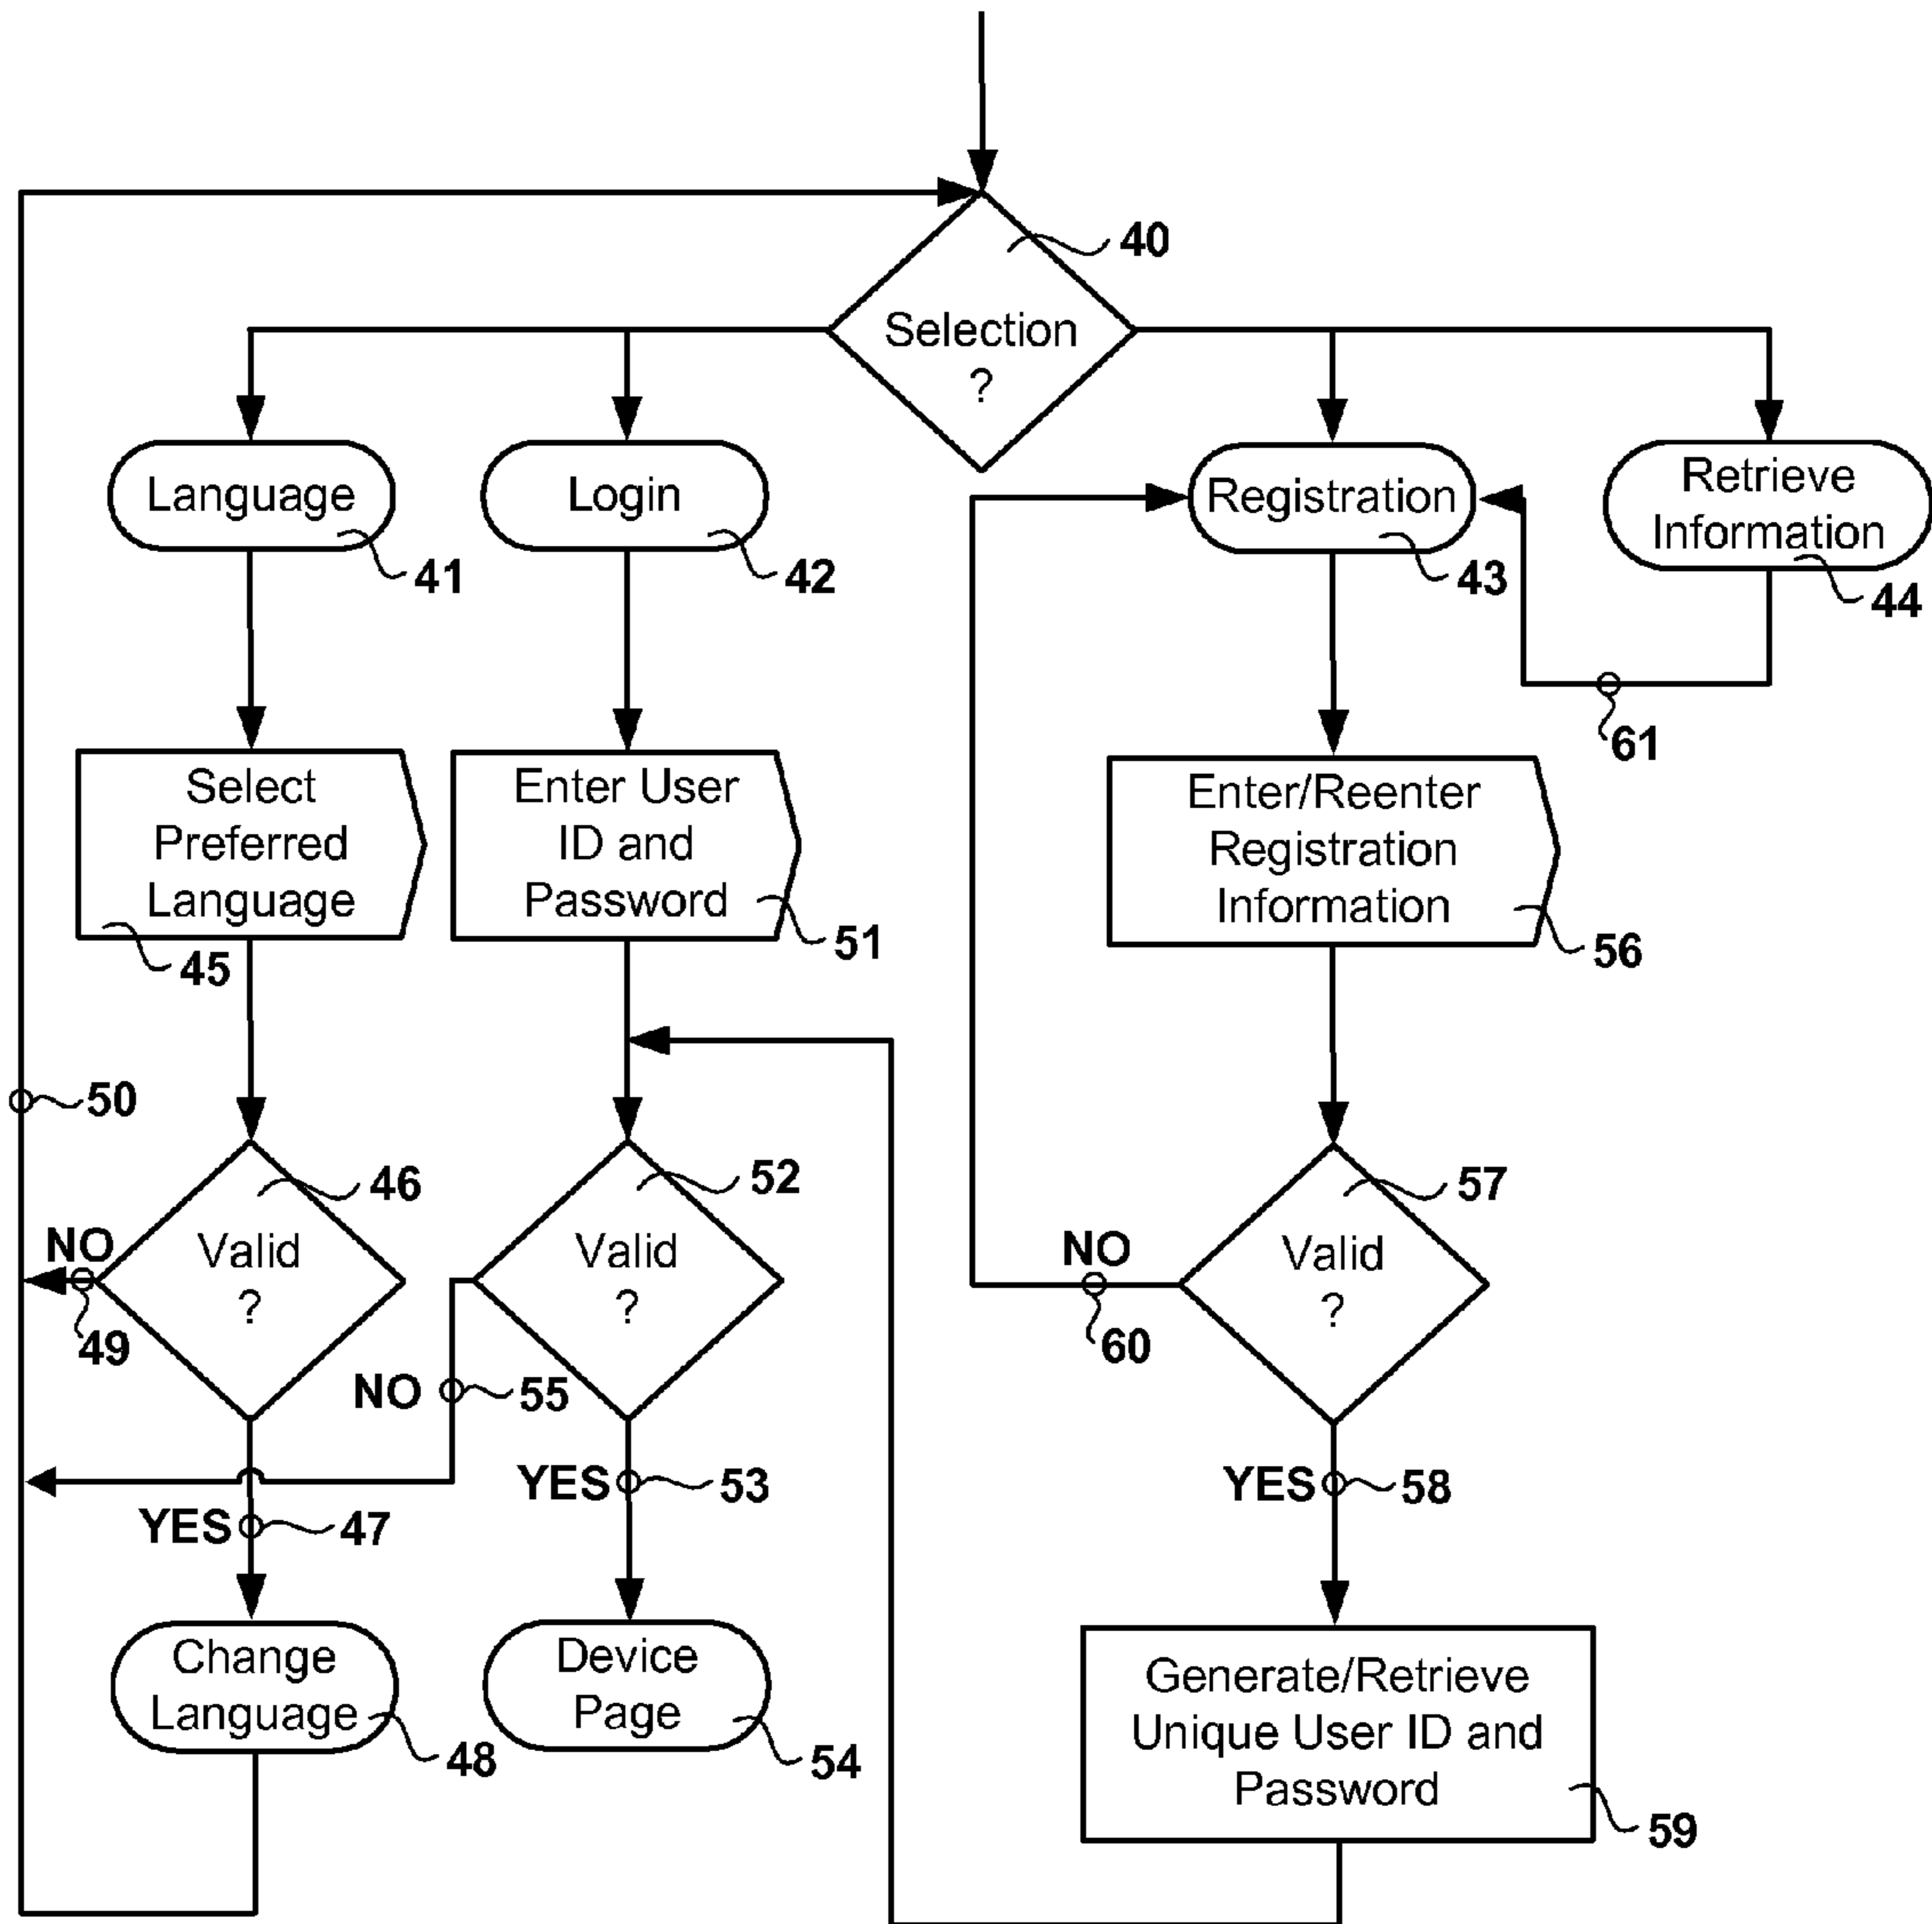 40
Selection
?
Language
41
Login
42
Registration
43
Retrieve
Information
44
61
Select
Preferred
Language
45
Enter User
ID and
Password
51
Enter/Reenter
Registration
Information
56
50
46
Valid
?
NO
49
52
Valid
?
NO
55
57
Valid
?
NO
60
YES
47
YES
53
YES
58
Change
Language
48
Device
Page
54
Generate/Retrieve
Unique User ID and
Password
59